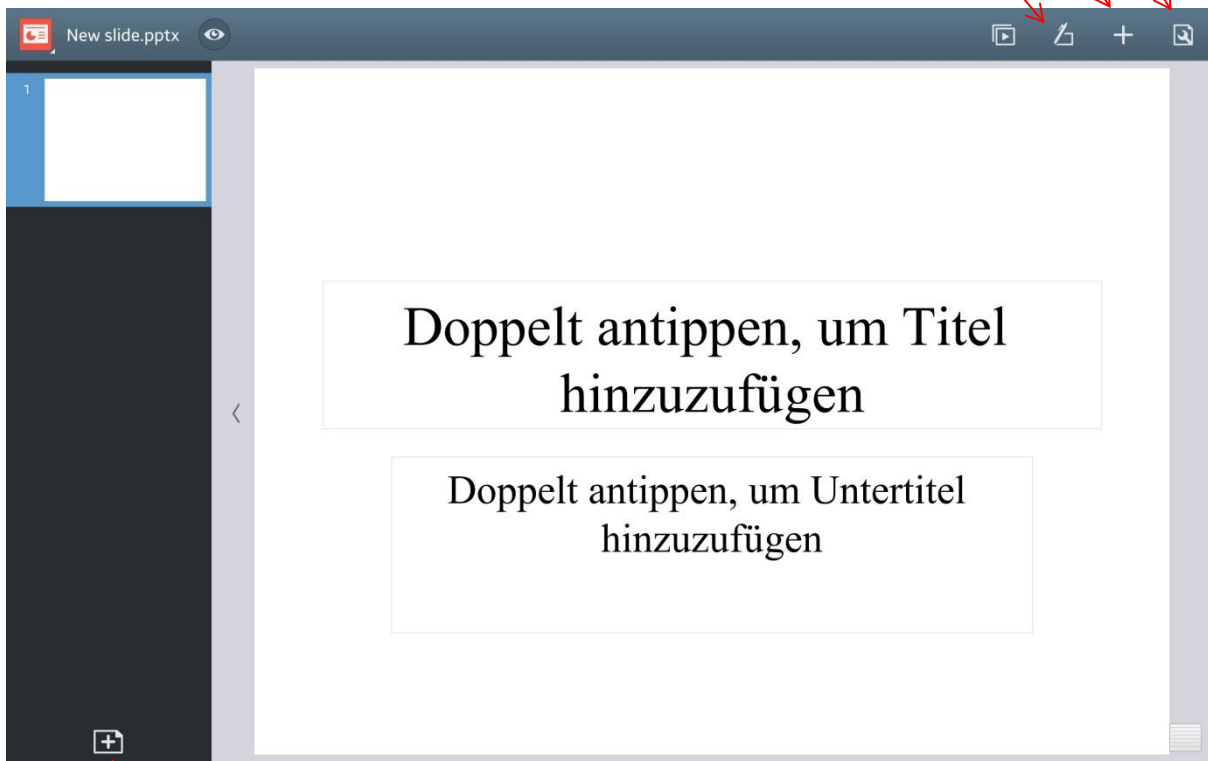 New slide.pptx
1
Doppelt antippen, um Titel
hinzuzufügen
Doppelt antippen, um Untertitel
hinzuzufügen